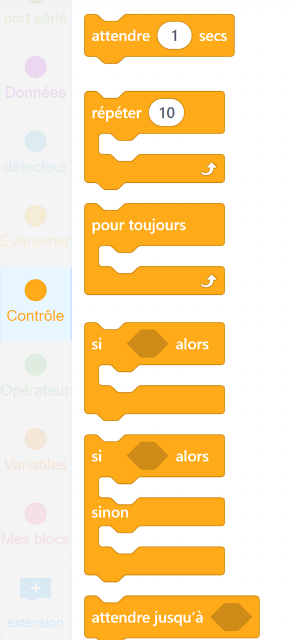 port série
Données
détecteur
Évènemen
Contrôle
Opérateur
Variables
Mes blocs
extension
attendre 1 secs
répéter 10
pour toujours
si alors
si alors
sinon
attendre jusqu'à